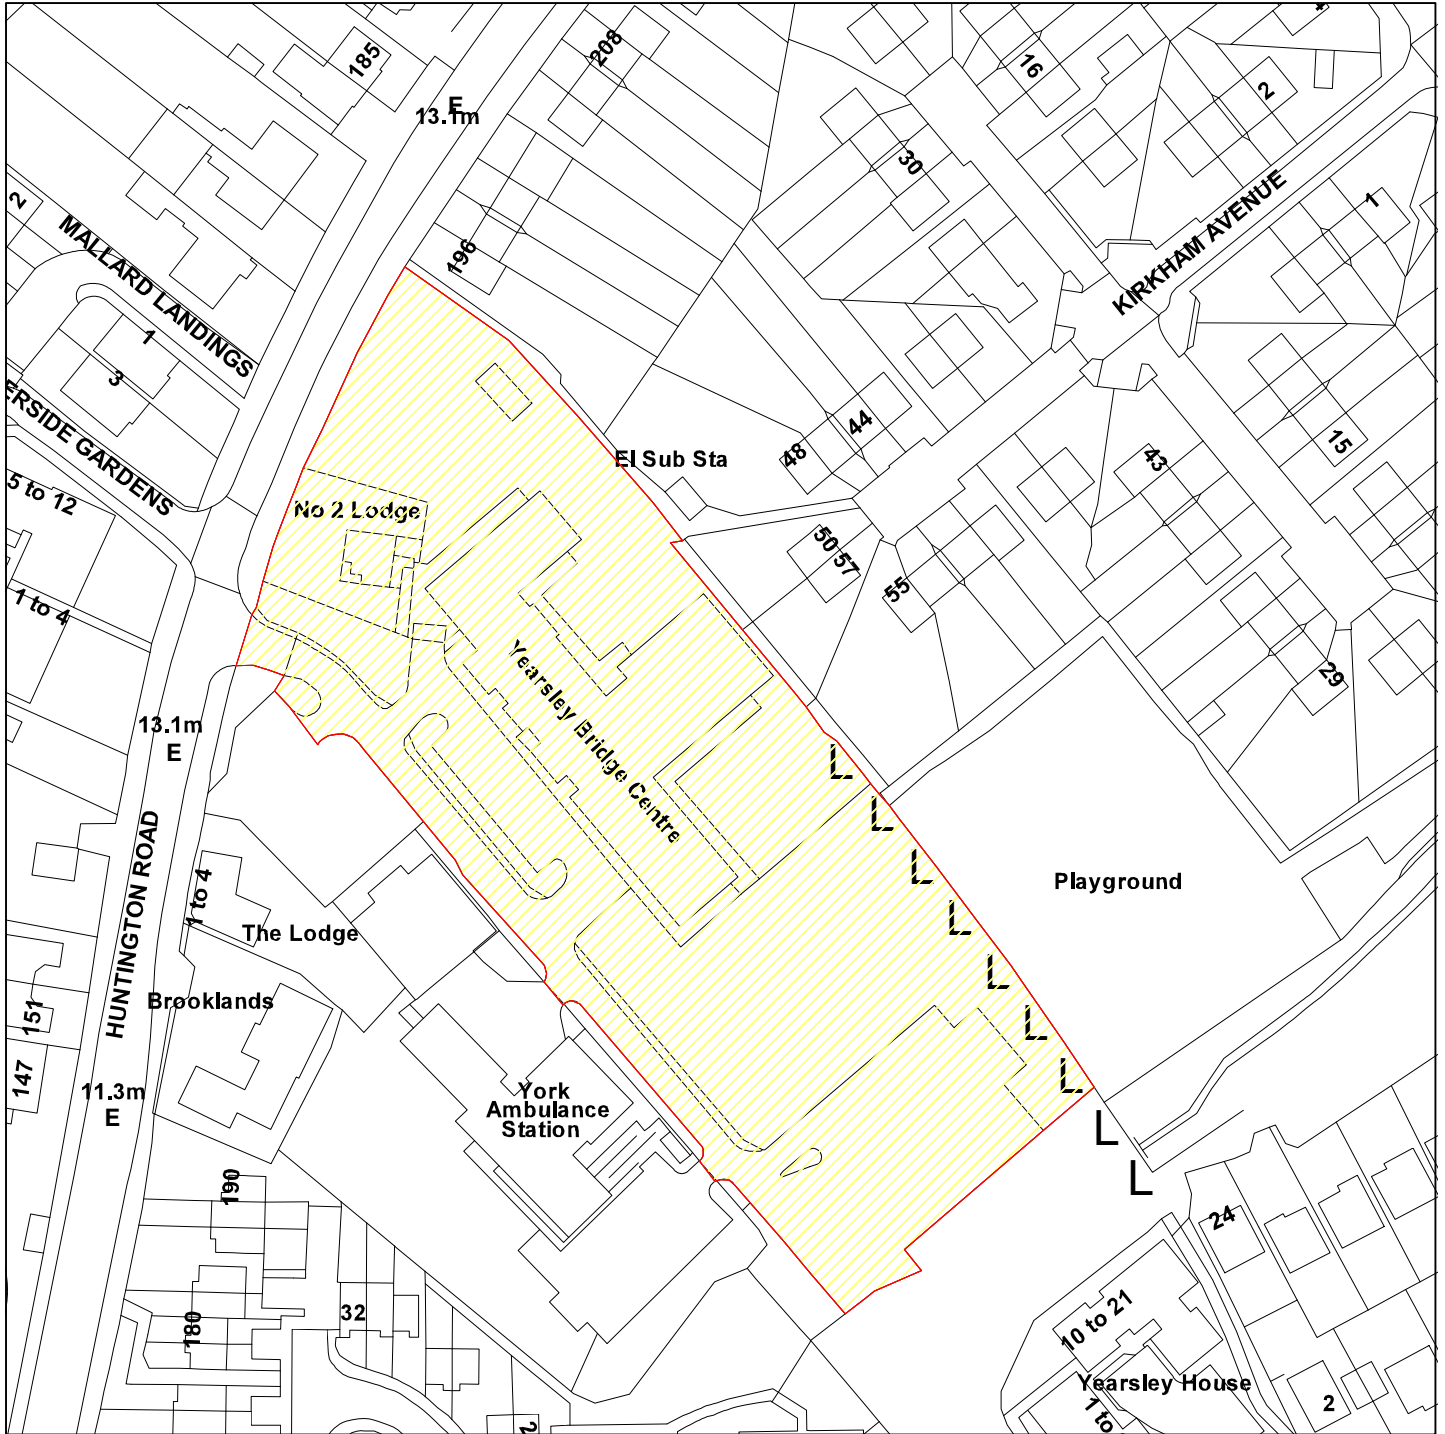 185
208
E
13.1m
16
2
30
1
2
MALLARD LANDINGS
196
KIRKHAM AVENUE
1
3
ERSIDE GARDENS
44
48
El Sub Sta
43
15
5 to 12
No 2 Lodge
50
57
55
1 to 4
29
Yearsley Bridge Centre
13.1m
E
L
L
L
L
L
L
L
L
L
HUNTINGTON ROAD
1 to 4
The Lodge
Playground
Brooklands
151
147
11.3m
E
York
Ambulance
Station
190
24
180
32
10 to 21
Yearsley House
1 to
2
2